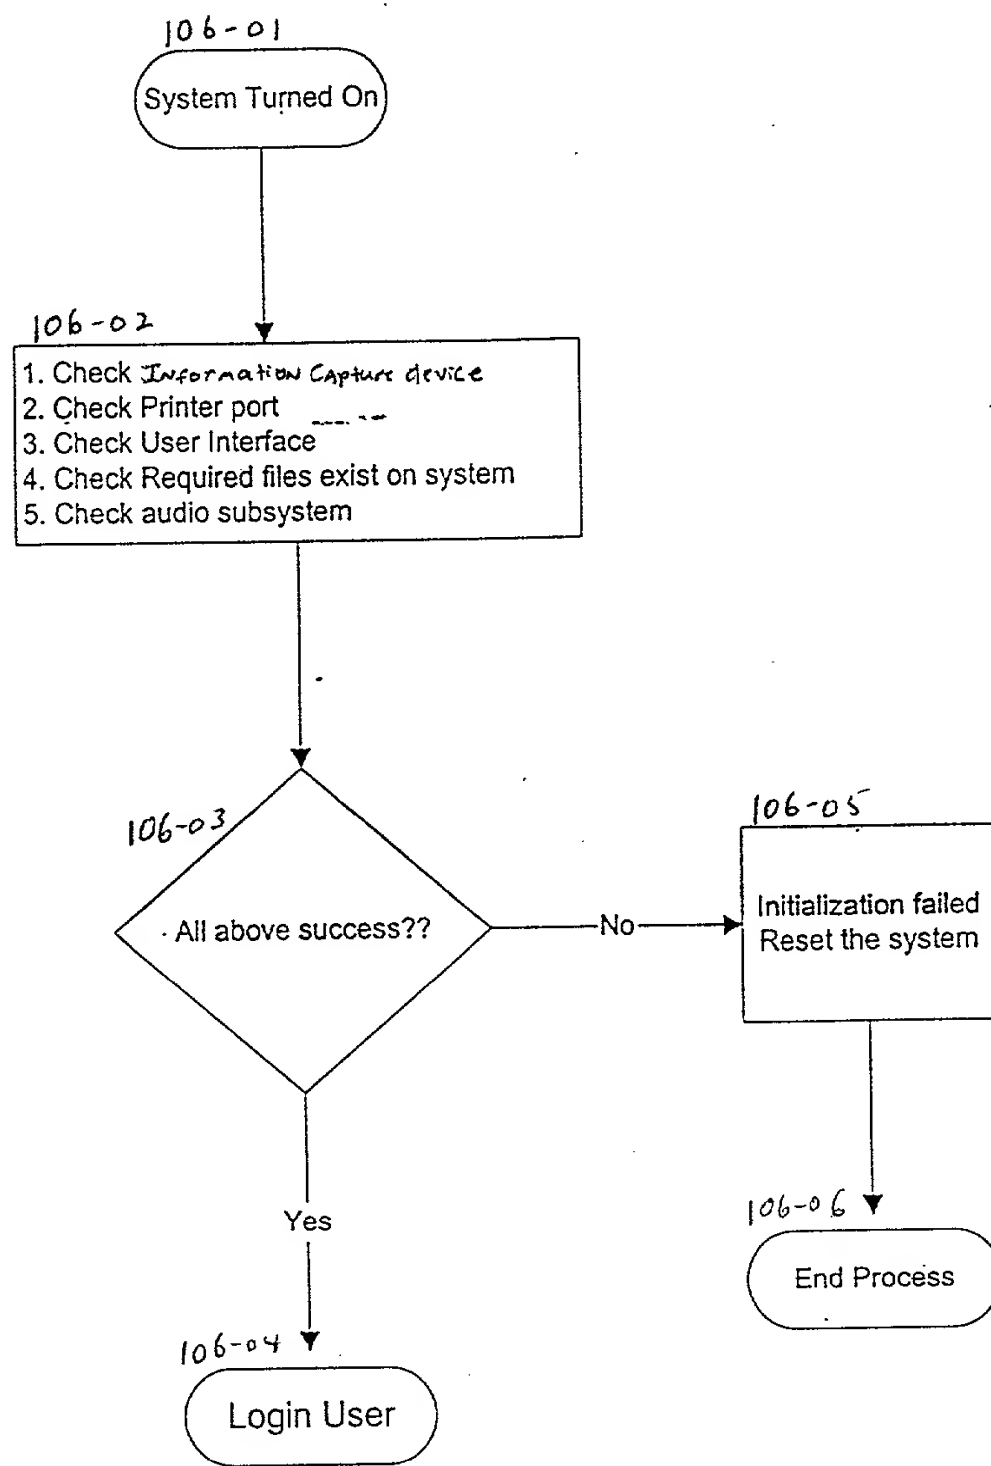 106-01
System Turned On
106-02
1. Check Information Capture device
2. Check Printer port
3. Check User Interface
4. Check Required files exist on system
5. Check audio subsystem
106-03
All above success??
No
106-05
Initialization failed
Reset the system
Yes
106-06
End Process
106-04
Login User